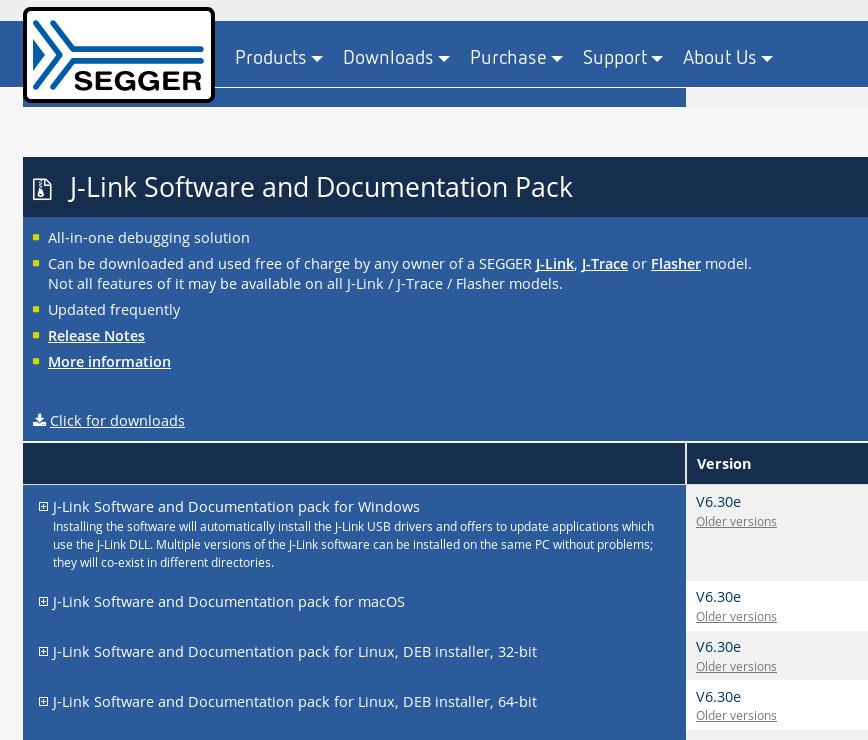 SEGGER
Products Downloads Purchase Support About Us
J-Link Software and Documentation Pack
All-in-one debugging solution
Can be downloaded and used free of charge by any owner of a SEGGER J-Link, J-Trace or Flasher model.
Not all features of it may be available on all J-Link / J-Trace / Flasher models.
Updated frequently
Release Notes
More information
Click for downloads
Version
J-Link Software and Documentation pack for Windows
V6.30e
Installing the software will automatically install the J-Link USB drivers and offers to update applications which
Older versions
use the J-Link DLL. Multiple versions of the J-Link software can be installed on the same PC without problems;
they will co-exist in different directories.
J-Link Software and Documentation pack for macOS
V6.30e
Older versions
J-Link Software and Documentation pack for Linux, DEB installer, 32-bit
V6.30e
Older versions
J-Link Software and Documentation pack for Linux, DEB installer, 64-bit
V6.30e
Older versions